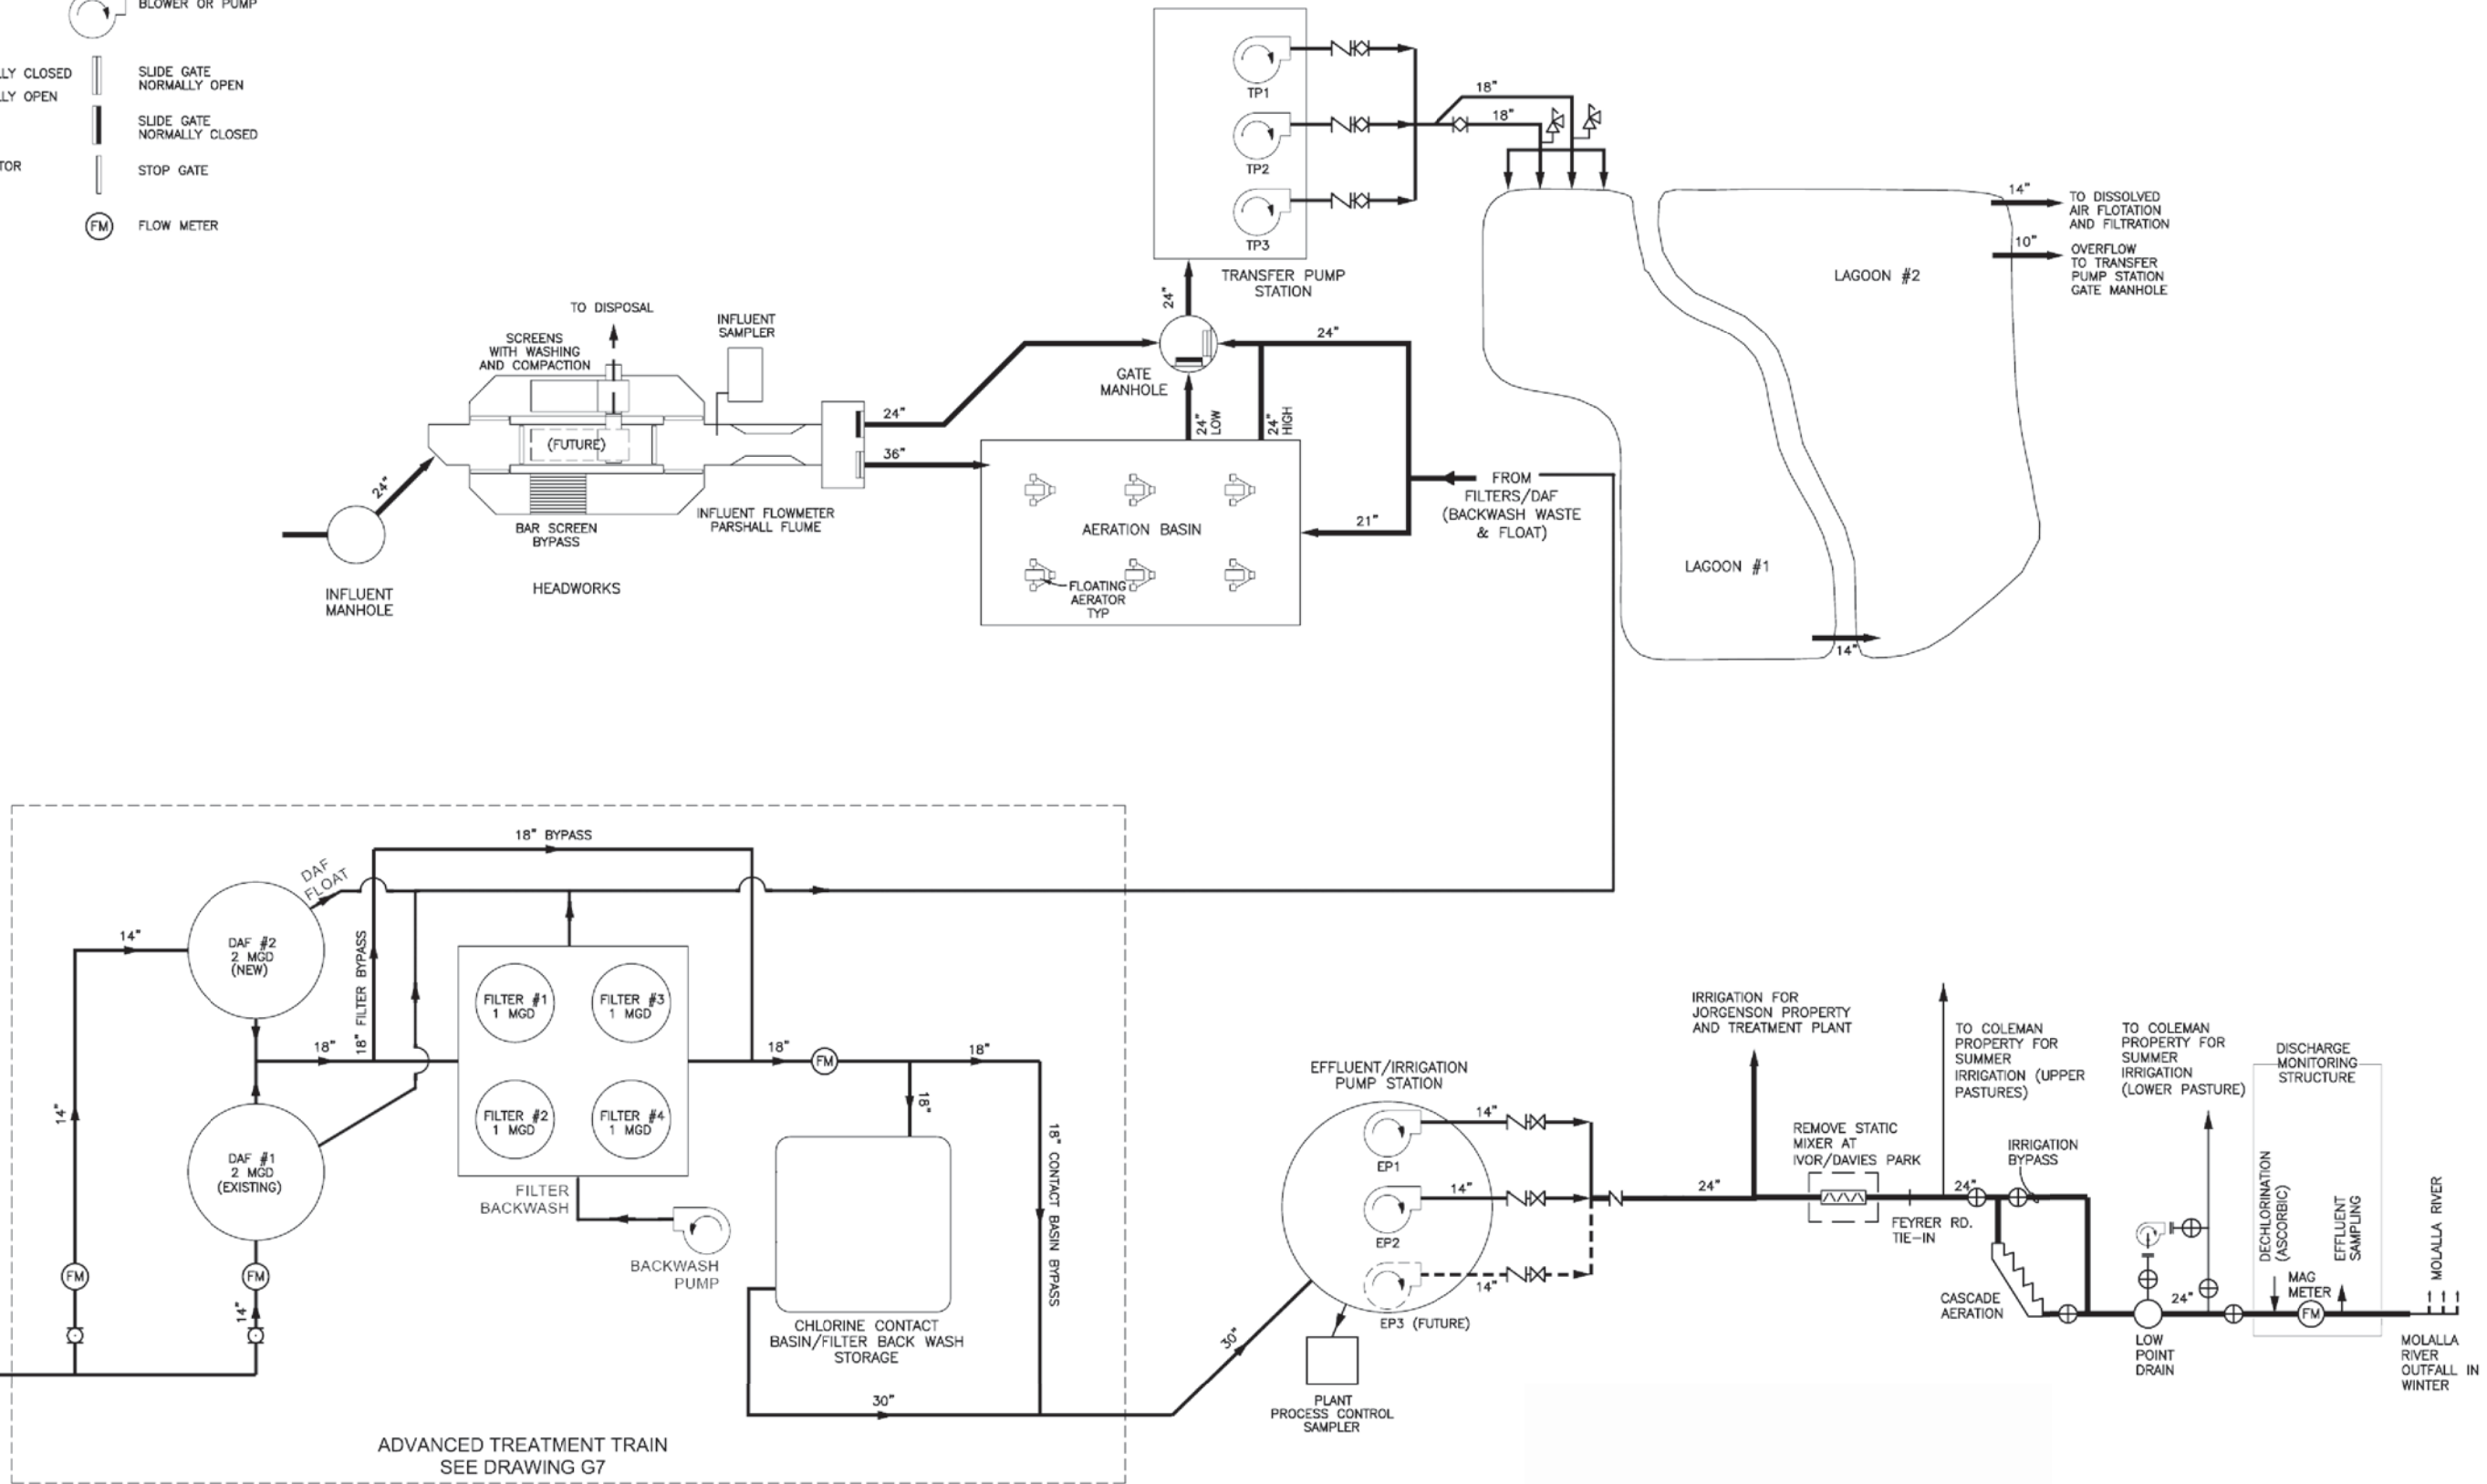 BLOWER OR PUMP
LLY CLOSED
LLY OPEN
SLIDE GATE
NORMALLY OPEN
SLIDE GATE
NORMALLY CLOSED
TOR
STOP GATE
FM
FLOW METER
TP1
TP2
TP3
TRANSFER PUMP
STATION
18"
18"
14"
TO DISSOLVED
AIR FLOTATION
AND FILTRATION
10"
OVERFLOW
TO TRANSFER
PUMP STATION
GATE MANHOLE
LAGOON #2
LAGOON #1
14"
TO DISPOSAL
SCREENS
WITH WASHING
AND COMPACTION
INFLUENT
SAMPLER
(FUTURE)
24"
BAR SCREEN
BYPASS
INFLUENT FLOWMETER
PARSHALL FLUME
INFLUENT
MANHOLE
HEADWORKS
24"
36"
24"
GATE
MANHOLE
24"
24"
LOW
24"
HIGH
AERATION BASIN
FLOATING
AERATOR
TYP
21"
FROM
FILTERS/DAF
(BACKWASH WASTE
& FLOAT)
18" BYPASS
DAF
FLOAT
14"
DAF #2
2 MGD
(NEW)
18" FILTER BYPASS
FILTER #1
1 MGD
FILTER #3
1 MGD
FILTER #2
1 MGD
FILTER #4
1 MGD
18"
14"
DAF #1
2 MGD
(EXISTING)
FM
FM
14"
FILTER
BACKWASH
BACKWASH
PUMP
18"
FM
18"
18"
18" CONTACT BASIN BYPASS
CHLORINE CONTACT
BASIN/FILTER BACK WASH
STORAGE
30"
30"
ADVANCED TREATMENT TRAIN
SEE DRAWING G7
EFFLUENT/IRRIGATION
PUMP STATION
EP1
EP2
EP3 (FUTURE)
14"
14"
14"
PLANT
PROCESS CONTROL
SAMPLER
24"
IRRIGATION FOR
JORGENSON PROPERTY
AND TREATMENT PLANT
REMOVE STATIC
MIXER AT
IVOR/DAVIES PARK
FEYRER RD.
TIE-IN
TO COLEMAN
PROPERTY FOR
SUMMER
IRRIGATION (UPPER
PASTURES)
24"
IRRIGATION
BYPASS
CASCADE
AERATION
TO COLEMAN
PROPERTY FOR
SUMMER
IRRIGATION
(LOWER PASTURE)
24"
LOW
POINT
DRAIN
DISCHARGE
MONITORING
STRUCTURE
DECHLORINATION
(ASCORBIC)
MAG
METER
FM
EFFLUENT
SAMPLING
MOLALLA RIVER
MOLALLA
RIVER
OUTFALL IN
WINTER